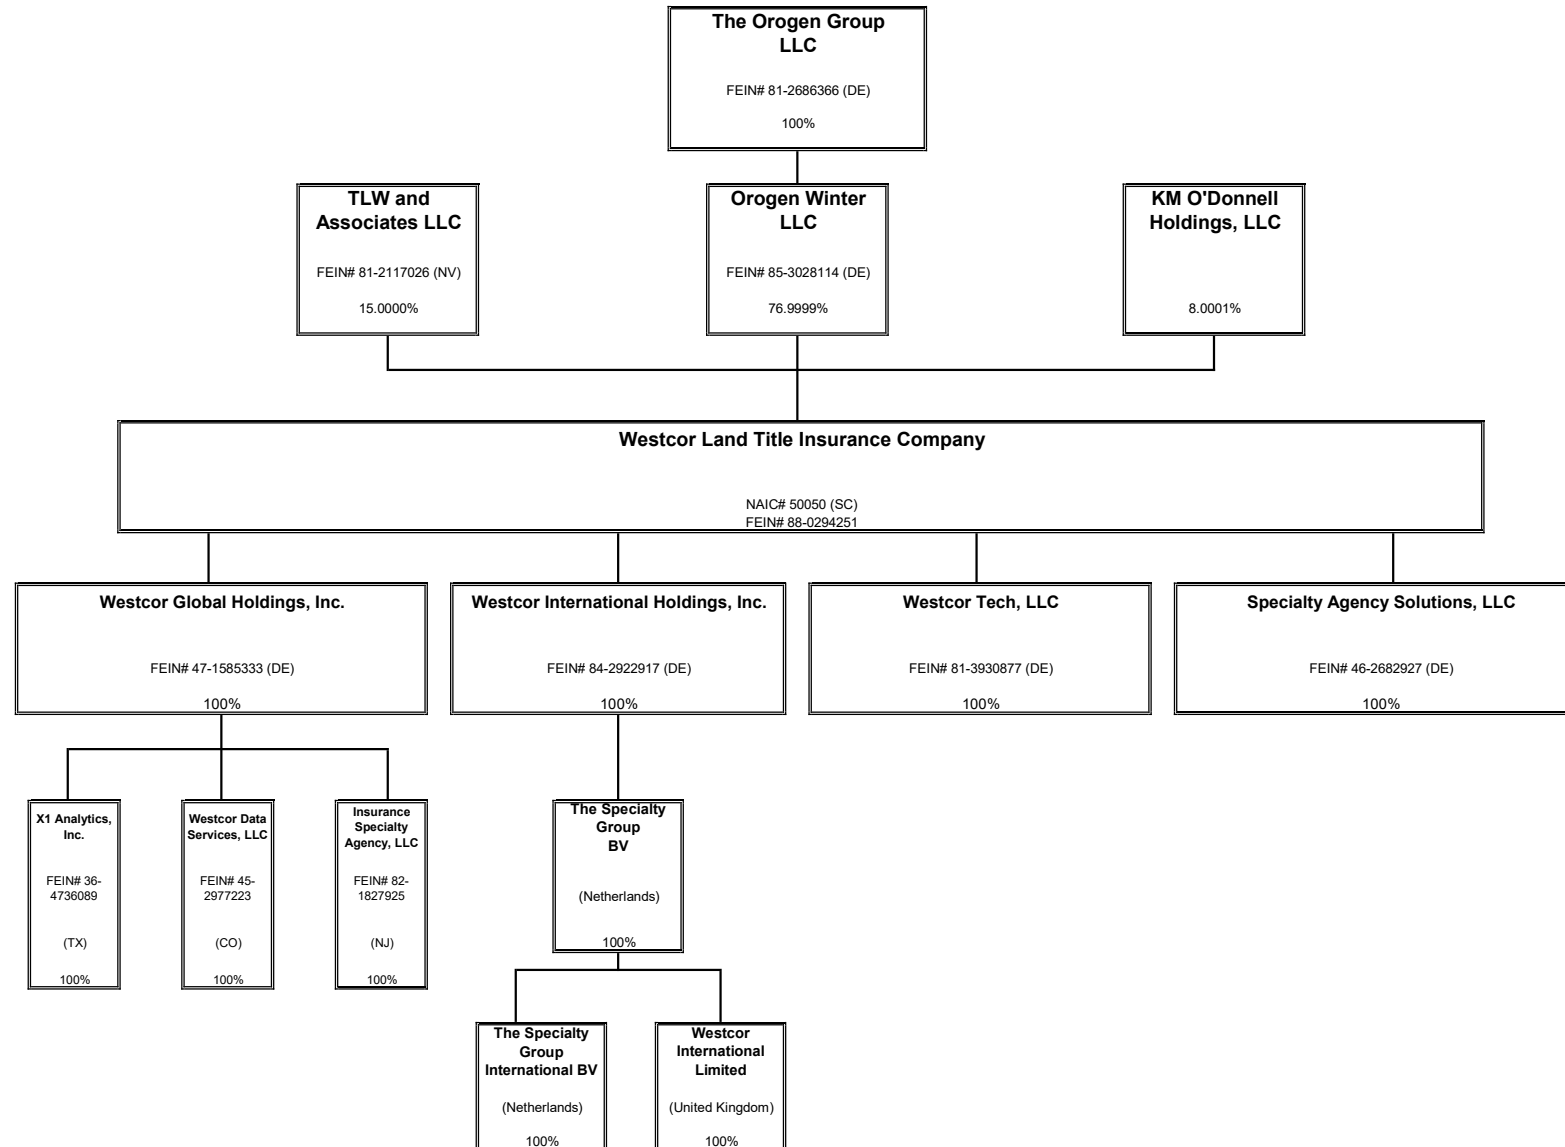 The Orogen Group
LLC
FEIN# 81-2686366 (DE)
100%
TLW and
Associates LLC
FEIN# 81-2117026 (NV)
15.0000%
Orogen Winter
LLC
FEIN# 85-3028114 (DE)
76.9999%
KM O'Donnell
Holdings, LLC
8.0001%
Westcor Land Title Insurance Company
NAIC# 50050 (SC)
FEIN# 88-0294251
Westcor Global Holdings, Inc.
FEIN# 47-1585333 (DE)
100%
Westcor International Holdings, Inc.
FEIN# 84-2922917 (DE)
100%
Westcor Tech, LLC
FEIN# 81-3930877 (DE)
100%
Specialty Agency Solutions, LLC
FEIN# 46-2682927 (DE)
100%
X1 Analytics,
Inc.
FEIN# 36-
4736089
(TX)
100%
Westcor Data
Services, LLC
FEIN# 45-
2977223
(CO)
100%
Insurance
Specialty
Agency, LLC
FEIN# 82-
1827925
(NJ)
100%
The Specialty
Group
BV
(Netherlands)
100%
The Specialty
Group
International BV
(Netherlands)
100%
Westcor
International
Limited
(United Kingdom)
100%